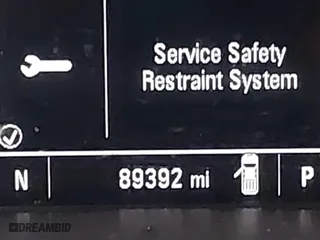 Service Safety
Restraint System
N 89392 mi P
DREAMBID